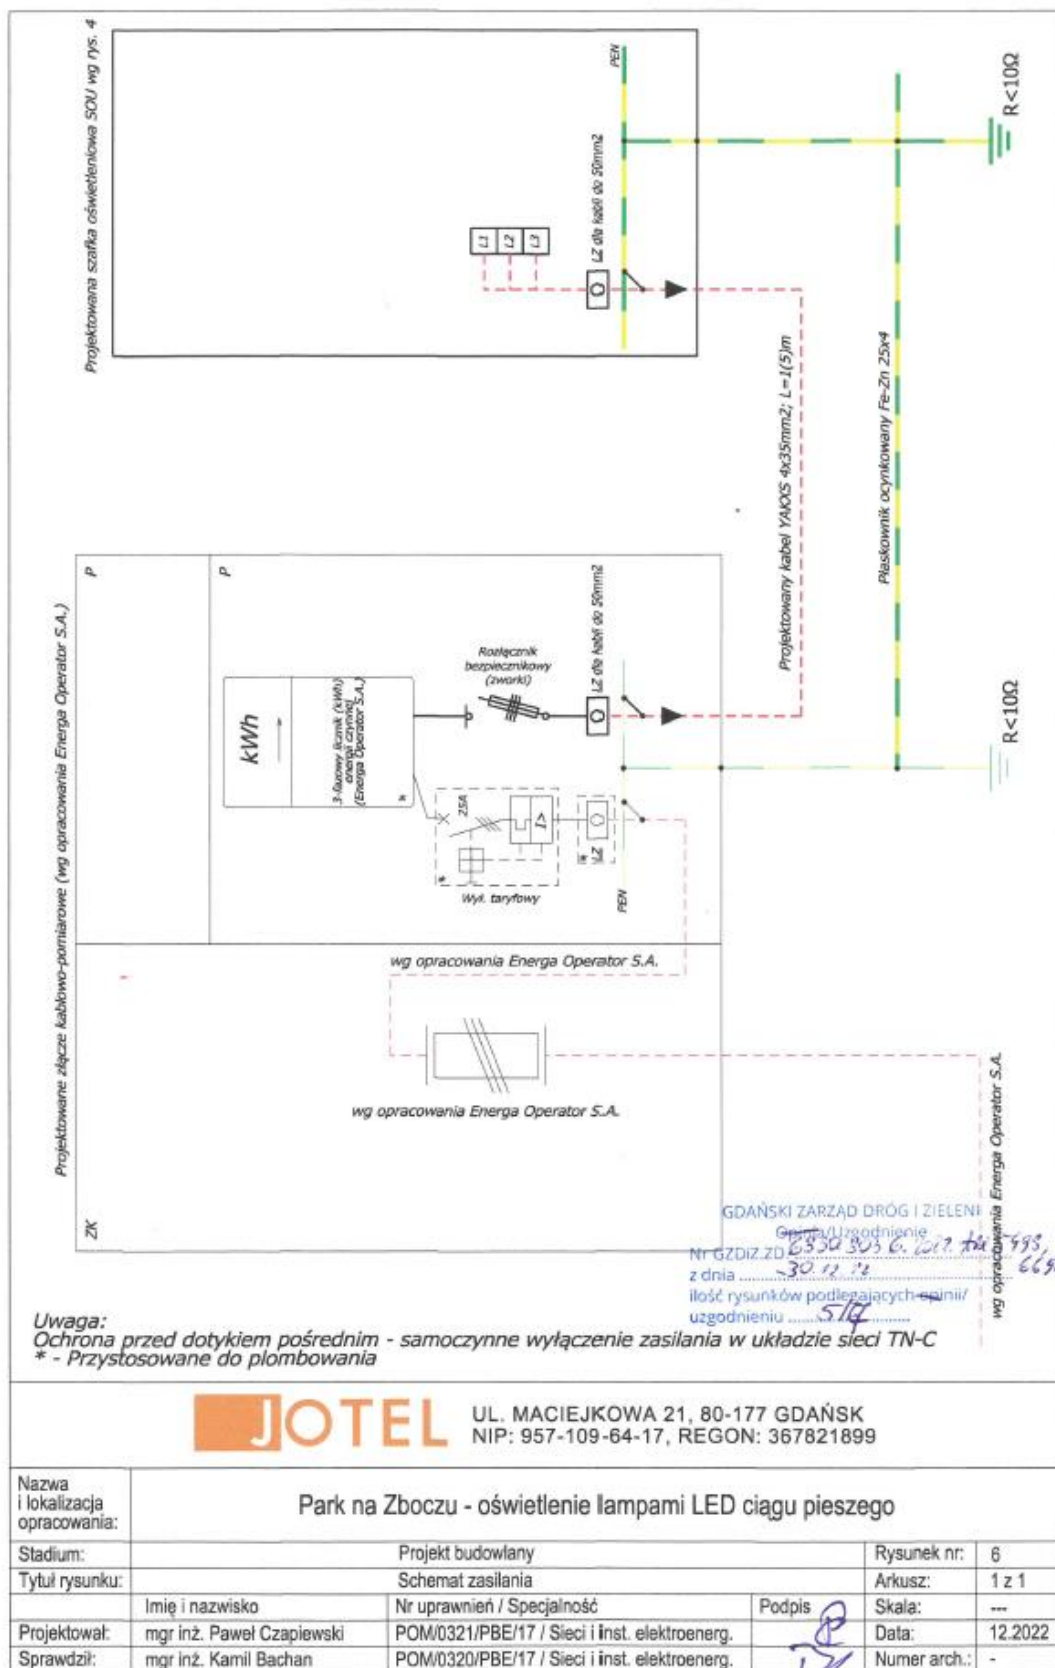 Projektowana szafka oświetleniowa SOU wg rys. 4
PEN
R<10Ω
LZ dla kabli do 50mm2
L1
L2
L3
Projektowany kabel YAKXS 4x35mm2; L=1(5)m
Płaskownik ocynkowany Fe-Zn 25x4
Projektowane złącze kablowo-pomiarowe (wg opracowania Energa Operator S.A.)
P
P
kWh
3-fazowy licznik (kWh)
energii czynnej
(Energa Operator S.A.)
*
Rozłącznik
bezpiecznikowy
(zworki)
LZ dla kabli do 50mm2
R<10Ω
25A
I>
*
Wył. taryfowy
*
LZ
PEN
wg opracowania Energa Operator S.A.
wg opracowania Energa Operator S.A.
wg opracowania Energa Operator S.A.
ZK
GDAŃSKI ZARZĄD DRÓG I ZIELENI
Opinia/Uzgodnienie
Nr GZDiZ.ZD
z dnia 30.12.22
ilość rysunków podlegających opinii/
uzgodnieniu
Uwaga:
Ochrona przed dotykiem pośrednim - samoczynne wyłączenie zasilania w układzie sieci TN-C
* - Przystosowane do plombowania
JOTEL
UL. MACIEJKOWA 21, 80-177 GDAŃSK
NIP: 957-109-64-17, REGON: 367821899
Nazwa
i lokalizacja
opracowania:
Park na Zboczu - oświetlenie lampami LED ciągu pieszego
Stadium: Projekt budowlany Rysunek nr: 6
Tytuł rysunku: Schemat zasilania Arkusz: 1 z 1
Imię i nazwisko Nr uprawnień / Specjalność Podpis Skala: ---
Projektował: mgr inż. Paweł Czapiewski POM/0321/PBE/17 / Sieci i inst. elektroenerg. Data: 12.2022
Sprawdził: mgr inż. Kamil Bachan POM/0320/PBE/17 / Sieci i inst. elektroenerg. Numer arch.: -